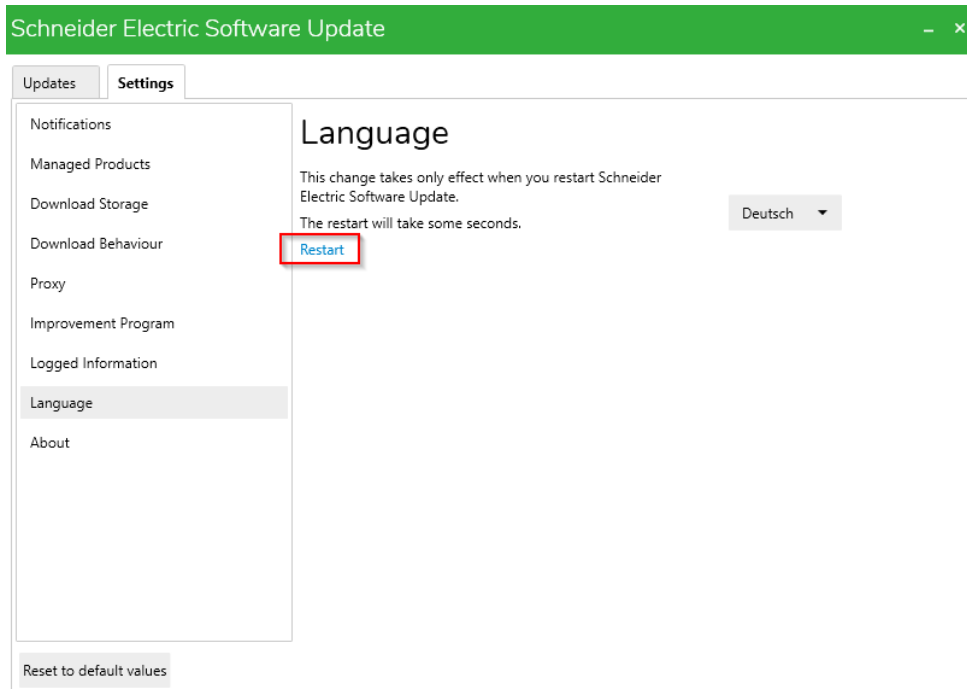 Schneider Electric Software Update
Updates
Settings
Notifications
Managed Products
Download Storage
Download Behaviour
Proxy
Improvement Program
Logged Information
Language
About
Language
This change takes only effect when you restart Schneider
Electric Software Update.
The restart will take some seconds.
Restart
Deutsch
Reset to default values